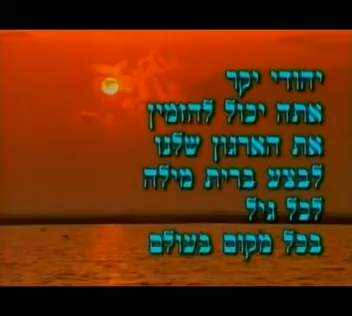 יהודי יקר
אתה יכול להזמין
את הארגון שלנו
לבצע ברית מילה
לכל גיל
בכל מקום בעולם